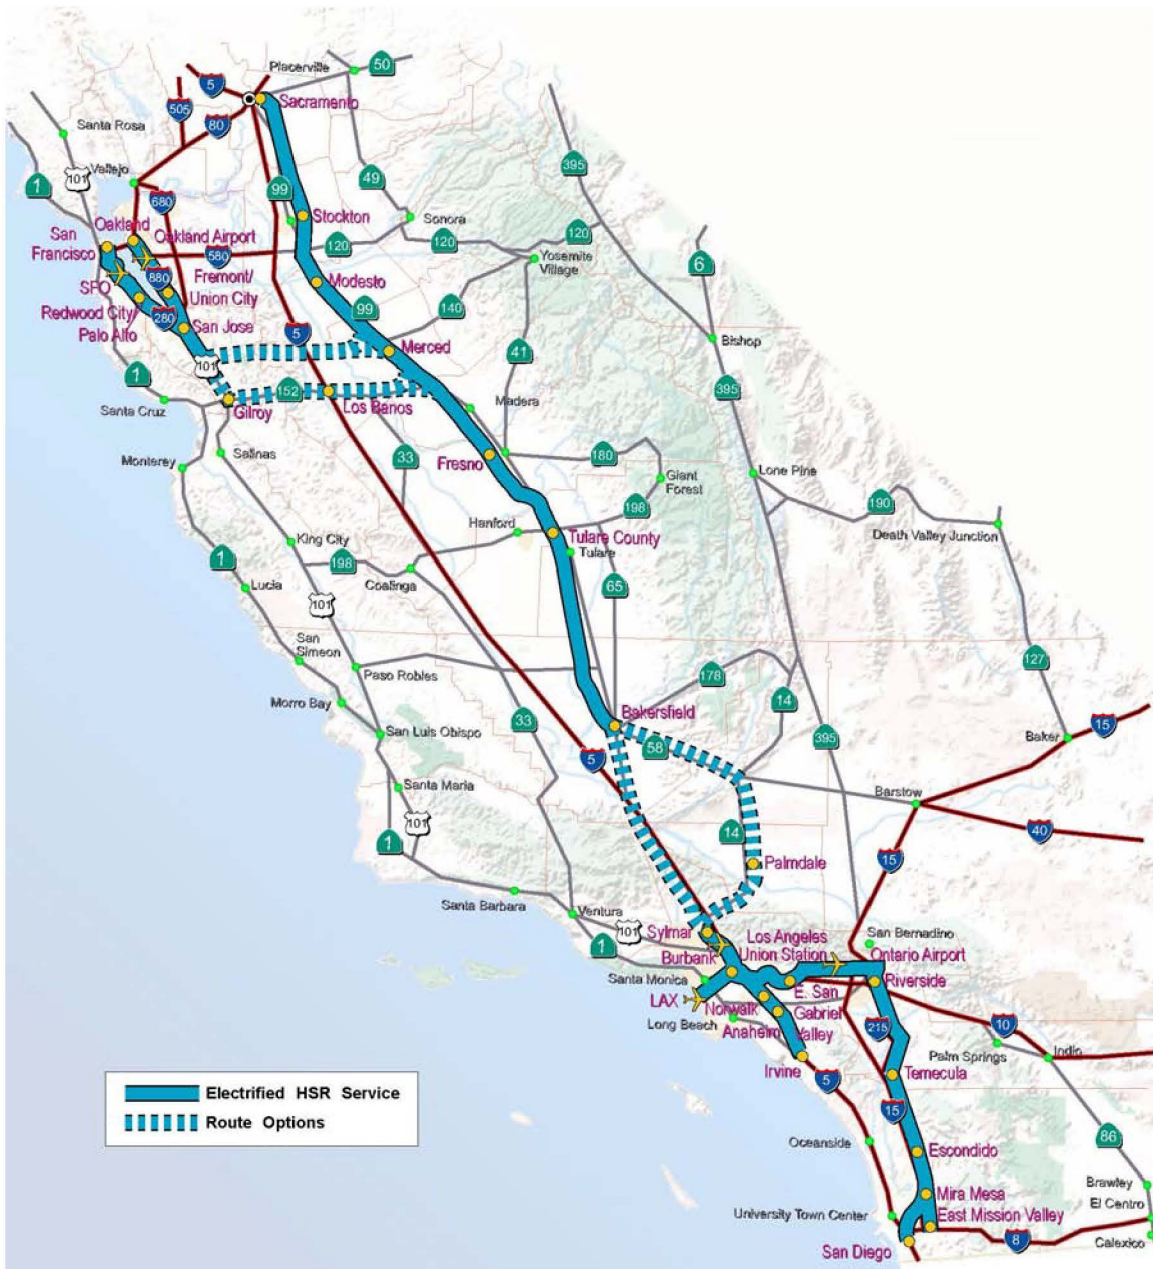 Placerville
50
5
Sacramento
505
80
Santa Rosa
Vallejo
101
1
680
99
49
Stockton
Sonora
Oakland
San
Francisco
Oakland Airport
580
120
120
120
395
Yosemite
Village
6
SFO
880
Fremont/
Union City
Modesto
Redwood City/
Palo Alto
280
San Jose
99
140
5
Bishop
Merced
41
101
1
152
Los Banos
395
Santa Cruz
Gilroy
Madera
Salinas
Monterey
33
Fresno
180
Giant
Forest
Lone Pine
198
190
Hanford
Tulare County
Death Valley Junction
King City
Tulare
1
198
Coalinga
65
Lucia
101
San
Simeon
127
Paso Robles
178
14
Morro Bay
Bakersfield
33
San Luis Obispo
58
395
15
Baker
5
Santa Maria
Barstow
101
14
40
1
15
Palmdale
Santa Barbara
Ventura
101
Sylmar
Los Angeles
Union Station
San Bernadino
1
Burbank
Ontario Airport
Santa Monica
Riverside
LAX
E. San
Gabriel
Valley
Norwalk
Long Beach
Anaheim
215
10
Palm Springs
Indio
Irvine
5
Temecula
Electrified HSR Service
Route Options
15
86
Oceanside
Escondido
Brawley
Mira Mesa
El Centro
University Town Center
East Mission Valley
San Diego
8
Calexico